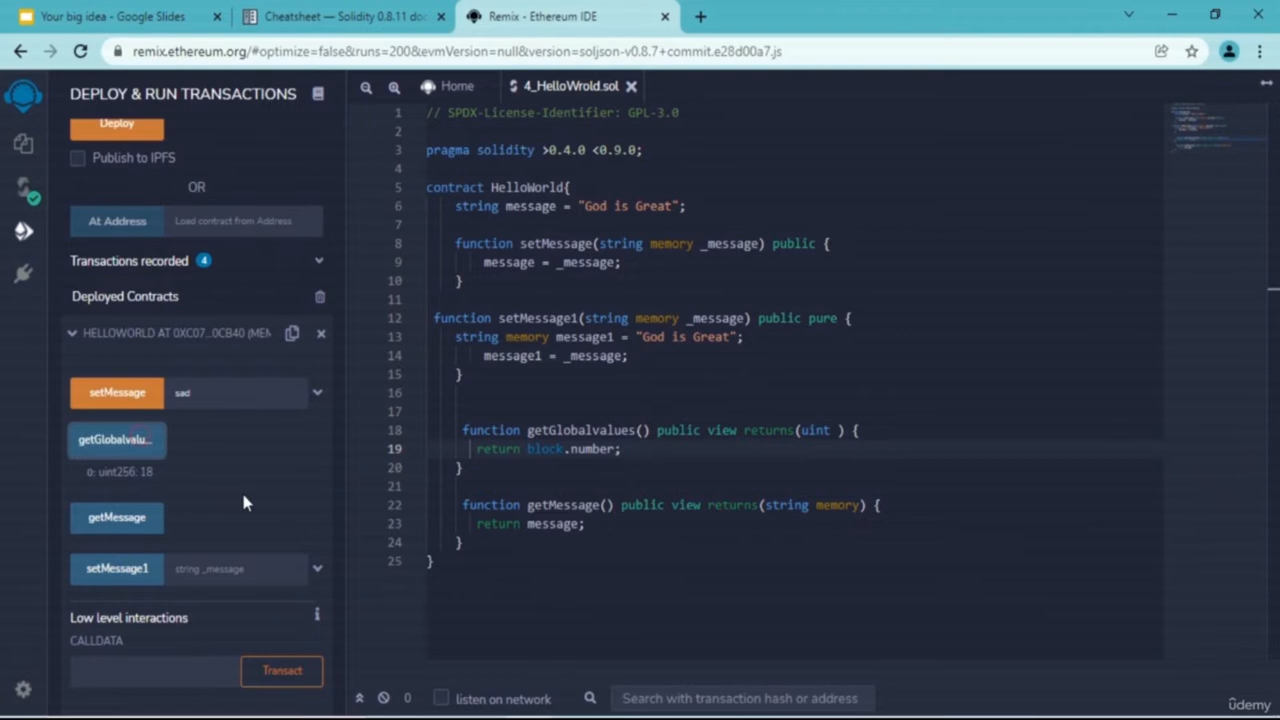 Your big idea - Google Slides
Cheatsheet — Solidity 0.8.11 doc
Remix - Ethereum IDE
remix.ethereum.org/#optimize=false&runs=200&evmVersion=null&version=soljson-v0.8.7+commit.e28d00a7.js
DEPLOY & RUN TRANSACTIONS
Home
4_HelloWrold.sol
Deploy
Publish to IPFS
OR
At Address
Load contract from Address
Transactions recorded 4
Deployed Contracts
HELLOWORLD AT 0XC07...0CB40 (MEM
setMessage
sad
getGlobalvalu...
0: uint256: 18
getMessage
setMessage1
string _message
Low level interactions
i
CALLDATA
Transact
1 // SPDX-License-Identifier: GPL-3.0
2
3 pragma solidity >0.4.0 <0.9.0;
4
5 contract HelloWorld{
6 string message = "God is Great";
7
8 function setMessage(string memory _message) public {
9 message = _message;
10 }
11
12 function setMessage1(string memory _message) public pure {
13 string memory message1 = "God is Great";
14 message1 = _message;
15 }
16
17
18 function getGlobalvalues() public view returns(uint ) {
19 return block.number;
20 }
21
22 function getMessage() public view returns(string memory) {
23 return message;
24 }
25 }
0
listen on network
Search with transaction hash or address
ûdemy